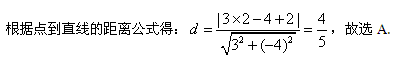 根据点到直线的距离公式得：d = |3×2−4+2| / √(3²+(−4)²) = 4/5，故选 A.